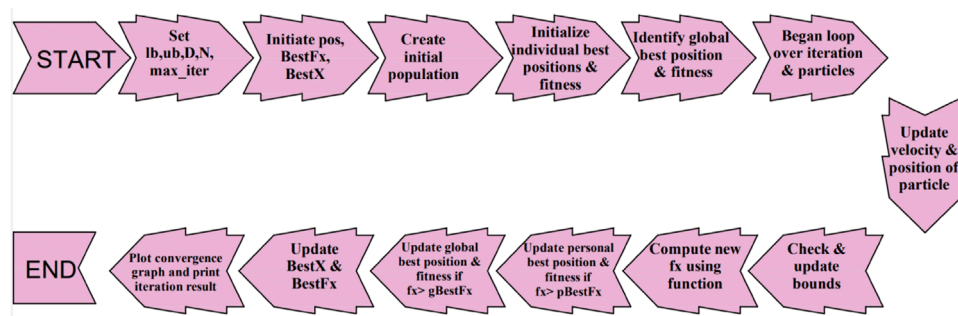 START
Set
lb,ub,D,N,
max_iter
Initiate pos,
BestFx,
BestX
Create
initial
population
Initialize
individual best
positions &
fitness
Identify global
best position
& fitness
Began loop
over iteration
& particles
Update
velocity &
position of
particle
Check &
update
bounds
Compute new
fx using
function
Update personal
best position &
fitness if
fx> pBestFx
Update global
best position &
fitness if
fx> gBestFx
Update
BestX &
BestFx
Plot convergence
graph and print
iteration result
END